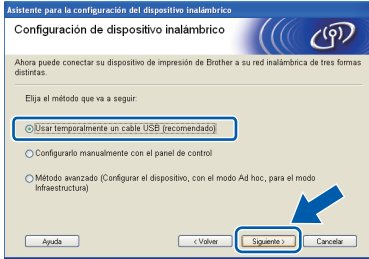 Asistente para la configuración del dispositivo inalámbrico
Configuración de dispositivo inalámbrico
Ahora puede conectar su dispositivo de impresión de Brother a su red inalámbrica de tres formas
distintas.
Elija el método que va a seguir:
Usar temporalmente un cable USB (recomendado)
Configurarlo manualmente con el panel de control
Método avanzado (Configurar el dispositivo, con el modo Ad hoc, para el modo
Infraestructura)
Ayuda
< Volver
Siguiente >
Cancelar